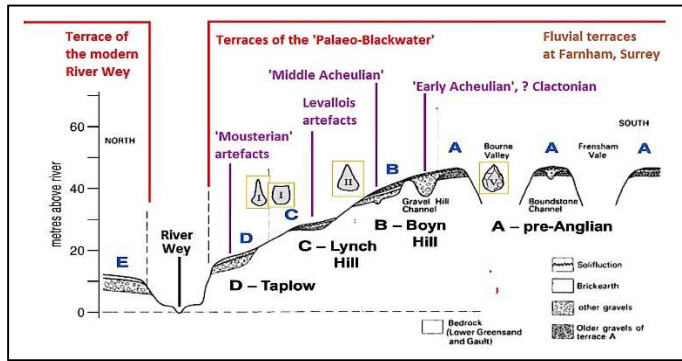 Terrace of
the modern
River Wey
Terraces of the 'Palaeo-Blackwater'
Fluvial terraces
at Farnham, Surrey
'Middle Acheulian'
Levallois
artefacts
'Early Acheulian', ? Clactonian
'Mousterian'
artefacts
NORTH
SOUTH
metres above river
60
40
20
0
River
Wey
E
D
C
B
A
Bourne
Valley
A
Frensham
Vale
A
I
I
II
V
Gravel Hill
Channel
Boundstone
Channel
D – Taplow
C – Lynch
Hill
B – Boyn
Hill
A – pre-Anglian
Solifluction
Brickearth
other gravels
Older gravels of
terrace A
Bedrock
(Lower Greensand
and Gault)